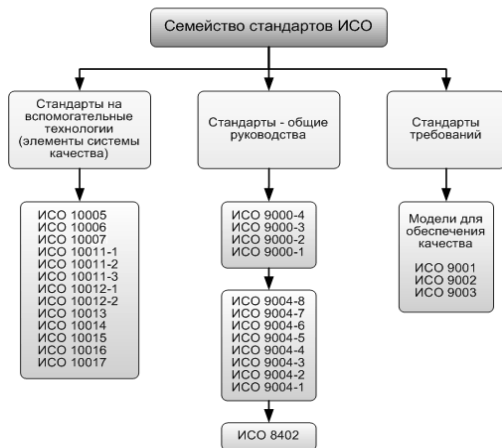 Семейство стандартов ИСО
Стандарты на
вспомогательные
технологии
(элементы системы
качества)
Стандарты - общие
руководства
Стандарты
требований
ИСО 10005
ИСО 10006
ИСО 10007
ИСО 10011-1
ИСО 10011-2
ИСО 10011-3
ИСО 10012-1
ИСО 10012-2
ИСО 10013
ИСО 10014
ИСО 10015
ИСО 10016
ИСО 10017
ИСО 9000-4
ИСО 9000-3
ИСО 9000-2
ИСО 9000-1
ИСО 9004-8
ИСО 9004-7
ИСО 9004-6
ИСО 9004-5
ИСО 9004-4
ИСО 9004-3
ИСО 9004-2
ИСО 9004-1
ИСО 8402
Модели для
обеспечения
качества
ИСО 9001
ИСО 9002
ИСО 9003